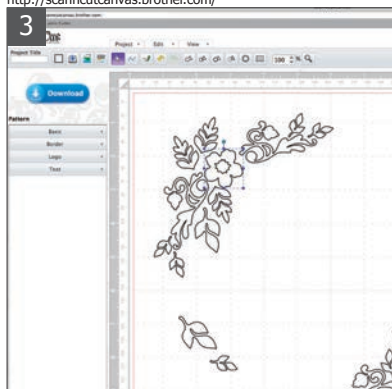 http://scanncutcanvas.brother.com/
3
Project Edit View
Project Title
100 % 
Download
Pattern
Basic
Border
Logo
Text